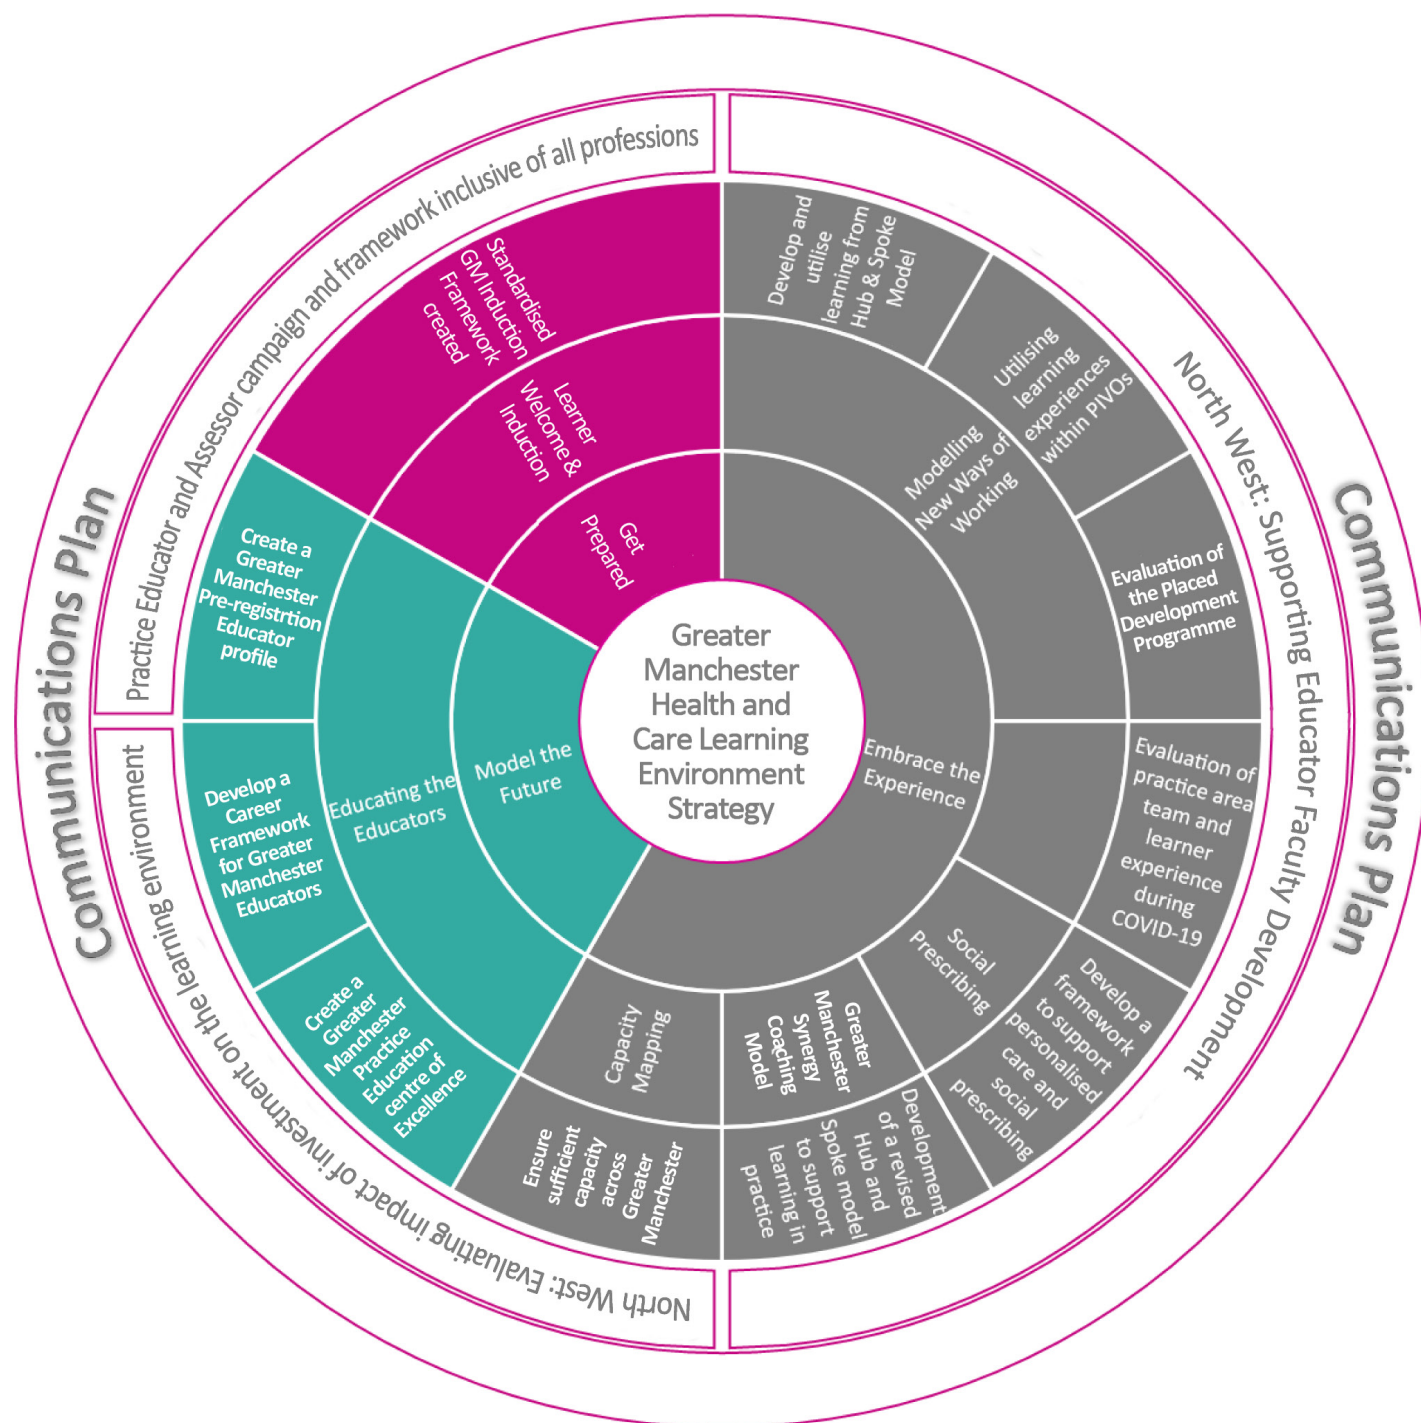 Greater
Manchester
Health and
Care Learning
Environment
Strategy
Get
Prepared
Learner
Welcome &
Induction
Standardised
GM Induction
Framework
created
Embrace the
Experience
Modelling
New Ways of
Working
Develop and
utilise
learning from
Hub & Spoke
Model
Utilising
learning
experiences
within PIVOs
Evaluation of
the Placed
Development
Programme
Evaluation of
practice area
team and
learner
experience
during
COVID-19
Social
Prescribing
Develop a
framework
to support
personalised
care and
social
prescribing
Greater
Manchester
Synergy
Coaching
Model
Development
of a revised
Hub and
Spoke model
to support
learning in
practice
Capacity
Mapping
Ensure
sufficient
capacity
across
Greater
Manchester
Model the
Future
Educating the
Educators
Create a
Greater
Manchester
Practice
Education
centre of
Excellence
Develop a
Career
Framework
for Greater
Manchester
Educators
Create a
Greater
Manchester
Pre-registrtion
Educator
profile
Practice Educator and Assessor campaign and framework inclusive of all professions
North West: Supporting Educator Faculty Development
North West: Evaluating impact of investment on the learning environment
Communications Plan
Communications Plan